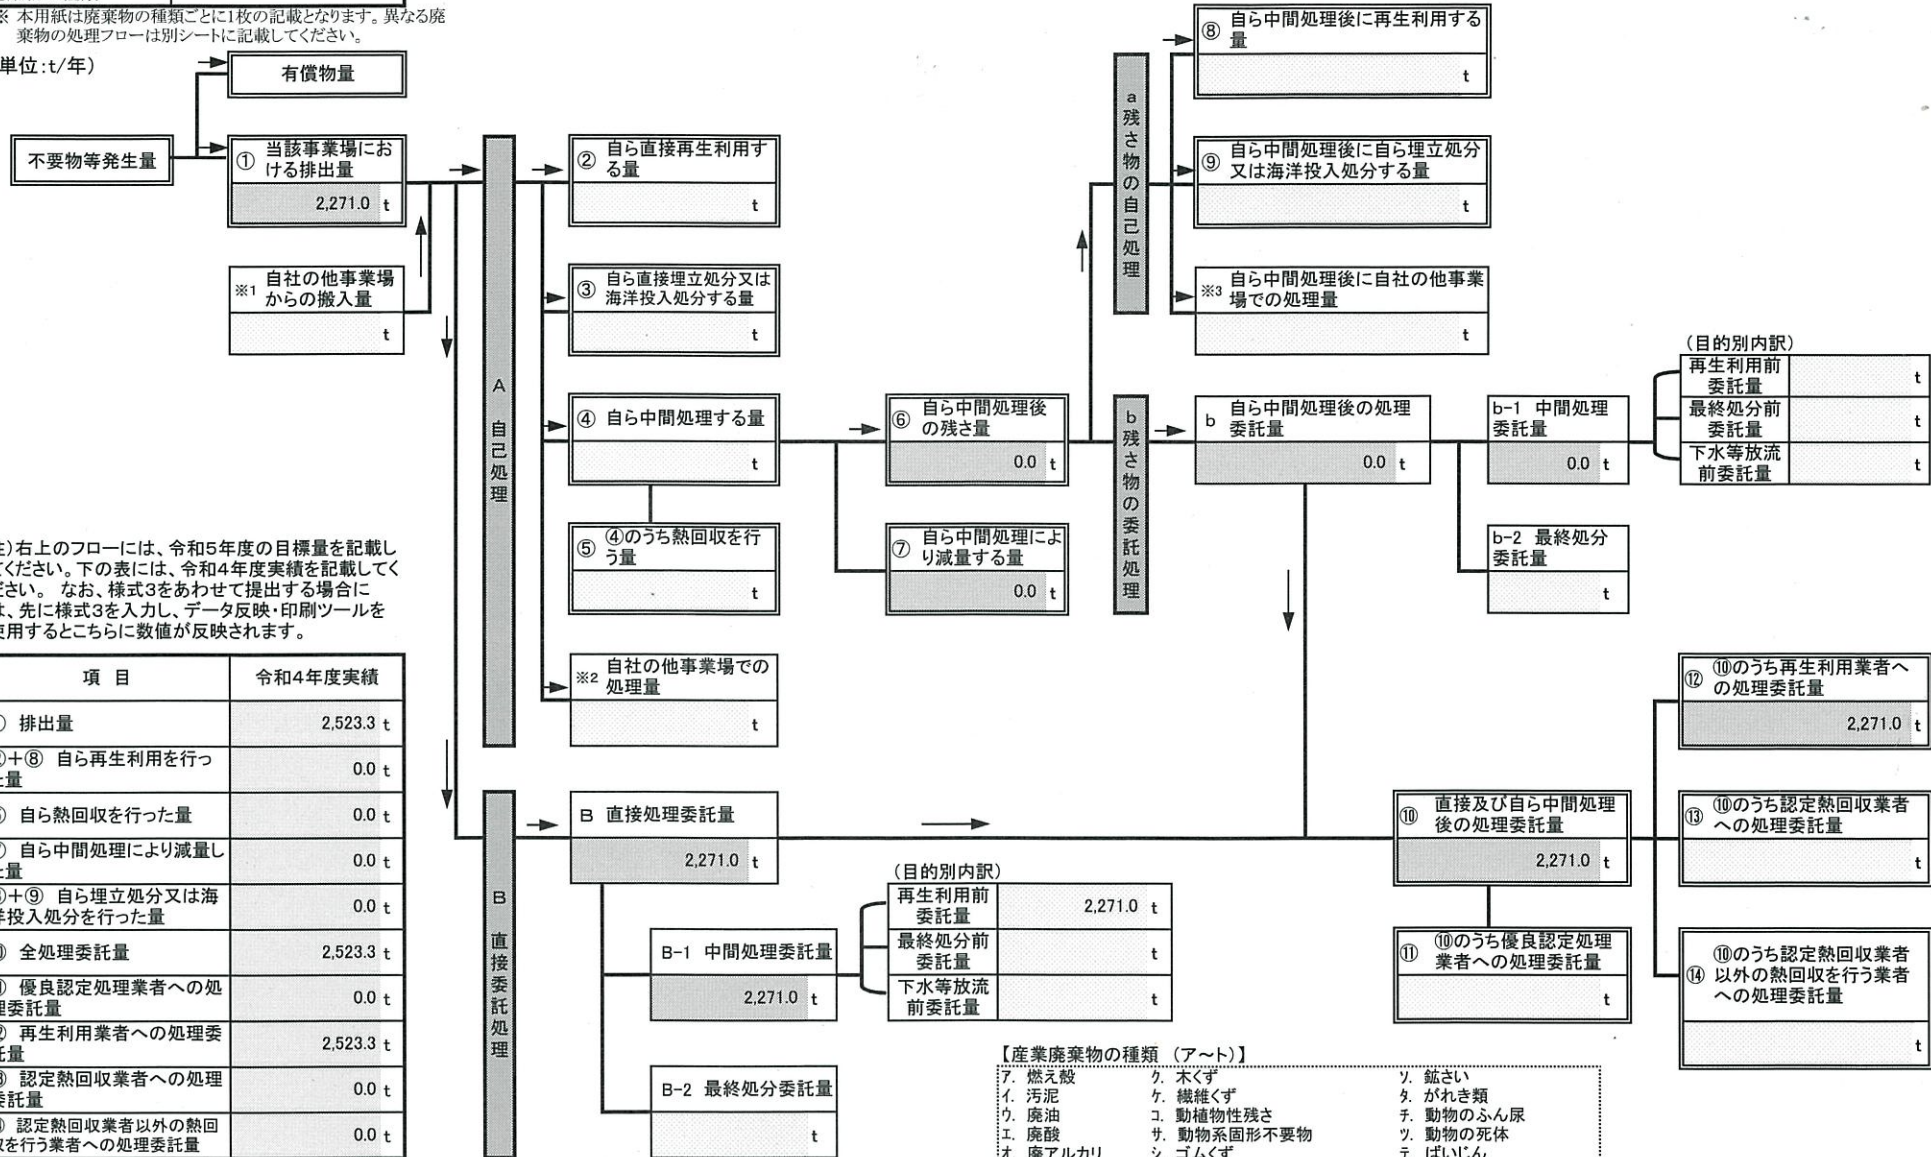 ※ 本用紙は廃棄物の種類ごとに1枚の記載となります。異なる廃
棄物の処理フローは別シートに記載してください。
単位:t/年)
有償物量
不要物等発生量
① 当該事業場にお
ける排出量
2,271.0 t
※1 自社の他事業場
からの搬入量
t
A 自己処理
② 自ら直接再生利用す
る量
t
③ 自ら直接埋立処分又は
海洋投入処分する量
t
④ 自ら中間処理する量
t
⑤ ④のうち熱回収を行
う量
t
※2 自社の他事業場での
処理量
t
⑥ 自ら中間処理後
の残さ量
0.0 t
⑦ 自ら中間処理によ
り減量する量
0.0 t
a 残さ物の自己処理
⑧ 自ら中間処理後に再生利用する
量
t
⑨ 自ら中間処理後に自ら埋立処分
又は海洋投入処分する量
t
※3 自ら中間処理後に自社の他事業
場での処理量
t
b 残さ物の委託処理
b 自ら中間処理後の処理
委託量
0.0 t
b-1 中間処理
委託量
0.0 t
(目的別内訳)
再生利用前
委託量
t
最終処分前
委託量
t
下水等放流
前委託量
t
b-2 最終処分
委託量
t
)右上のフローには、令和5年度の目標量を記載し
ください。下の表には、令和4年度実績を記載してく
さい。 なお、様式3をあわせて提出する場合に
、先に様式3を入力し、データ反映・印刷ツールを
用するとこちらに数値が反映されます。
項 目 令和4年度実績
排出量 2,523.3 t
+⑧ 自ら再生利用を行っ
量
0.0 t
自ら熱回収を行った量 0.0 t
自ら中間処理により減量し
量
0.0 t
+⑨ 自ら埋立処分又は海
投入処分を行った量
0.0 t
全処理委託量 2,523.3 t
優良認定処理業者への処
委託量
0.0 t
再生利用業者への処理委
量
2,523.3 t
認定熱回収業者への処理
託量
0.0 t
認定熱回収業者以外の熱回
を行う業者への処理委託量
0.0 t
B 直接委託処理
B 直接処理委託量
2,271.0 t
B-1 中間処理委託量
2,271.0 t
(目的別内訳)
再生利用前
委託量
2,271.0 t
最終処分前
委託量
t
下水等放流
前委託量
t
B-2 最終処分委託量
t
⑩ 直接及び自ら中間処理
後の処理委託量
2,271.0 t
⑪ ⑩のうち優良認定処理
業者への処理委託量
t
⑫ ⑩のうち再生利用業者へ
の処理委託量
2,271.0 t
⑬ ⑩のうち認定熱回収業者
への処理委託量
t
⑭ ⑩のうち認定熱回収業者
以外の熱回収を行う業者
への処理委託量
t
【産業廃棄物の種類 (ア~ト)】
ア. 燃え殻 ク. 木くず ソ. 鉱さい
イ. 汚泥 ケ. 繊維くず タ. がれき類
ウ. 廃油 コ. 動植物性残さ チ. 動物のふん尿
エ. 廃酸 サ. 動物系固形不要物 ツ. 動物の死体
オ. 廃アルカリ シ. ゴムくず テ. ばいじん